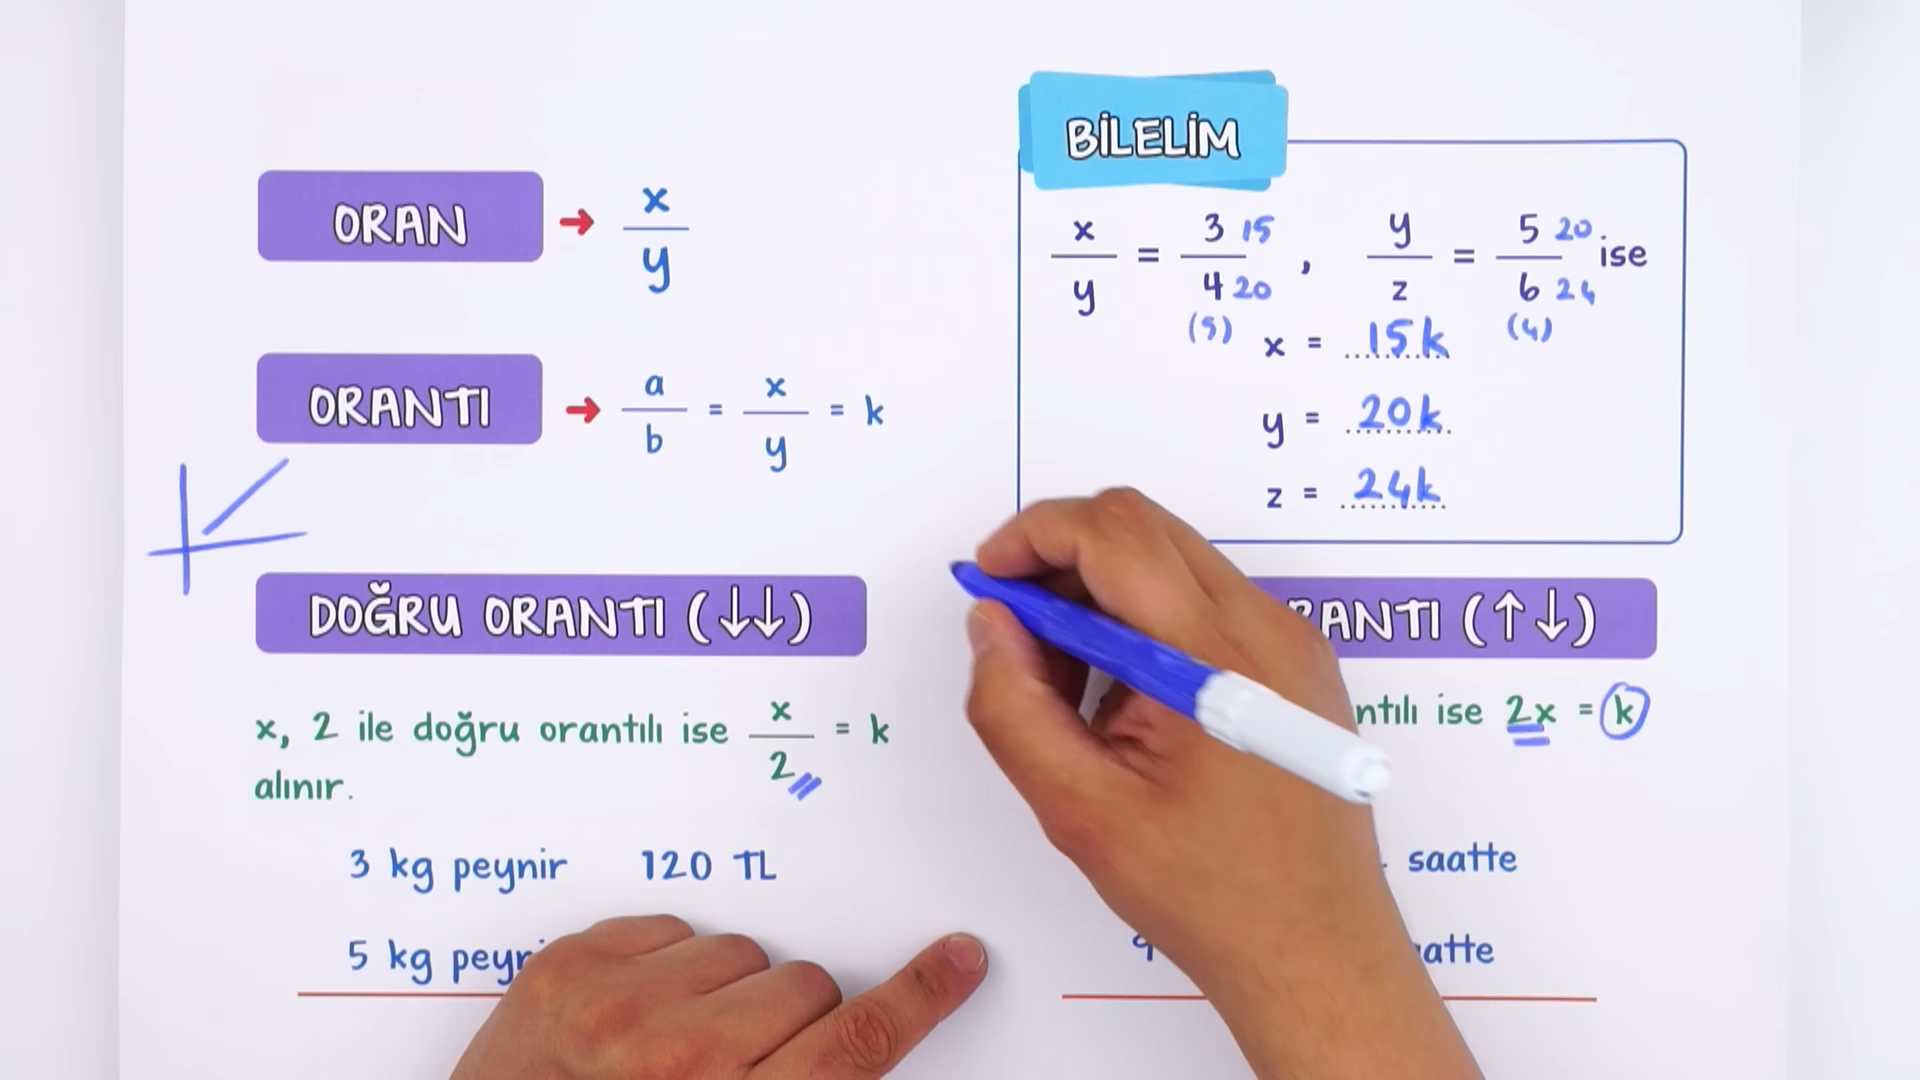 ORAN → x/y
ORANTI → a/b = x/y = k
BİLELİM
x/y = 3/4 15 20 (5) , y/z = 5/6 20 24 (4) ise
x = 15k
y = 20k
z = 24k
DOĞRU ORANTI (↓↓)
x, 2 ile doğru orantılı ise x/2 = k
alınır.
3 kg peynir 120 TL
5 kg
RANTI (↑↓)
ntılı ise 2x = k
saatte
9 atte